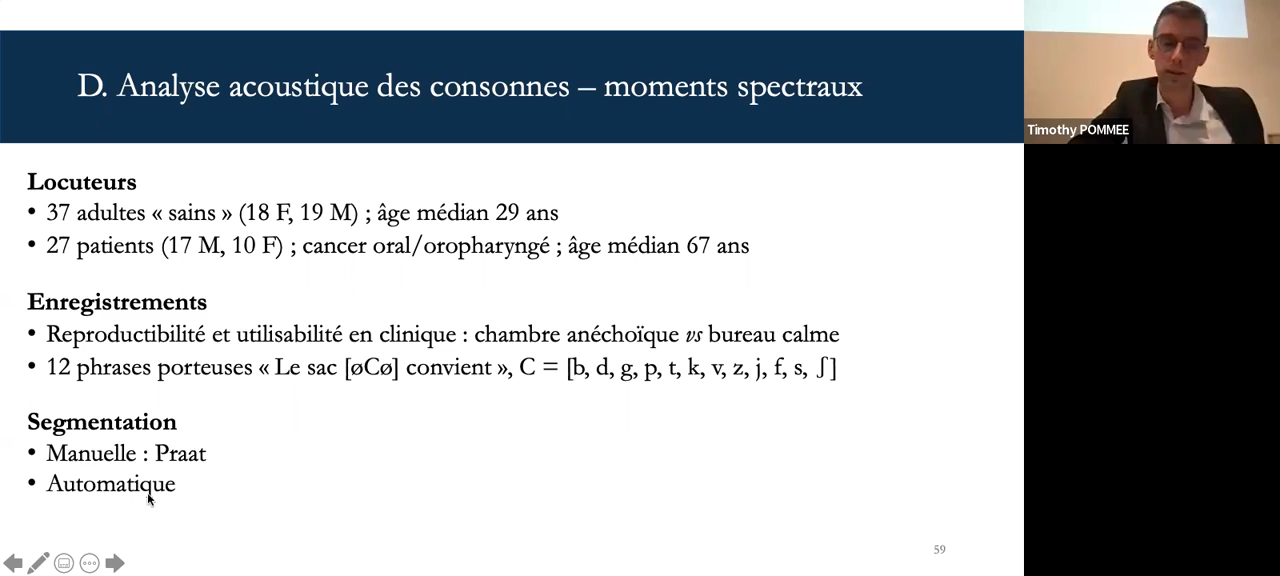 D. Analyse acoustique des consonnes – moments spectraux
Timothy POMMEE
Locuteurs
• 37 adultes « sains » (18 F, 19 M) ; âge médian 29 ans
• 27 patients (17 M, 10 F) ; cancer oral/oropharyngé ; âge médian 67 ans
Enregistrements
• Reproductibilité et utilisabilité en clinique : chambre anéchoïque vs bureau calme
• 12 phrases porteuses « Le sac [øCø] convient », C = [b, d, g, p, t, k, v, z, j, f, s, ʃ]
Segmentation
• Manuelle : Praat
• Automatique
59